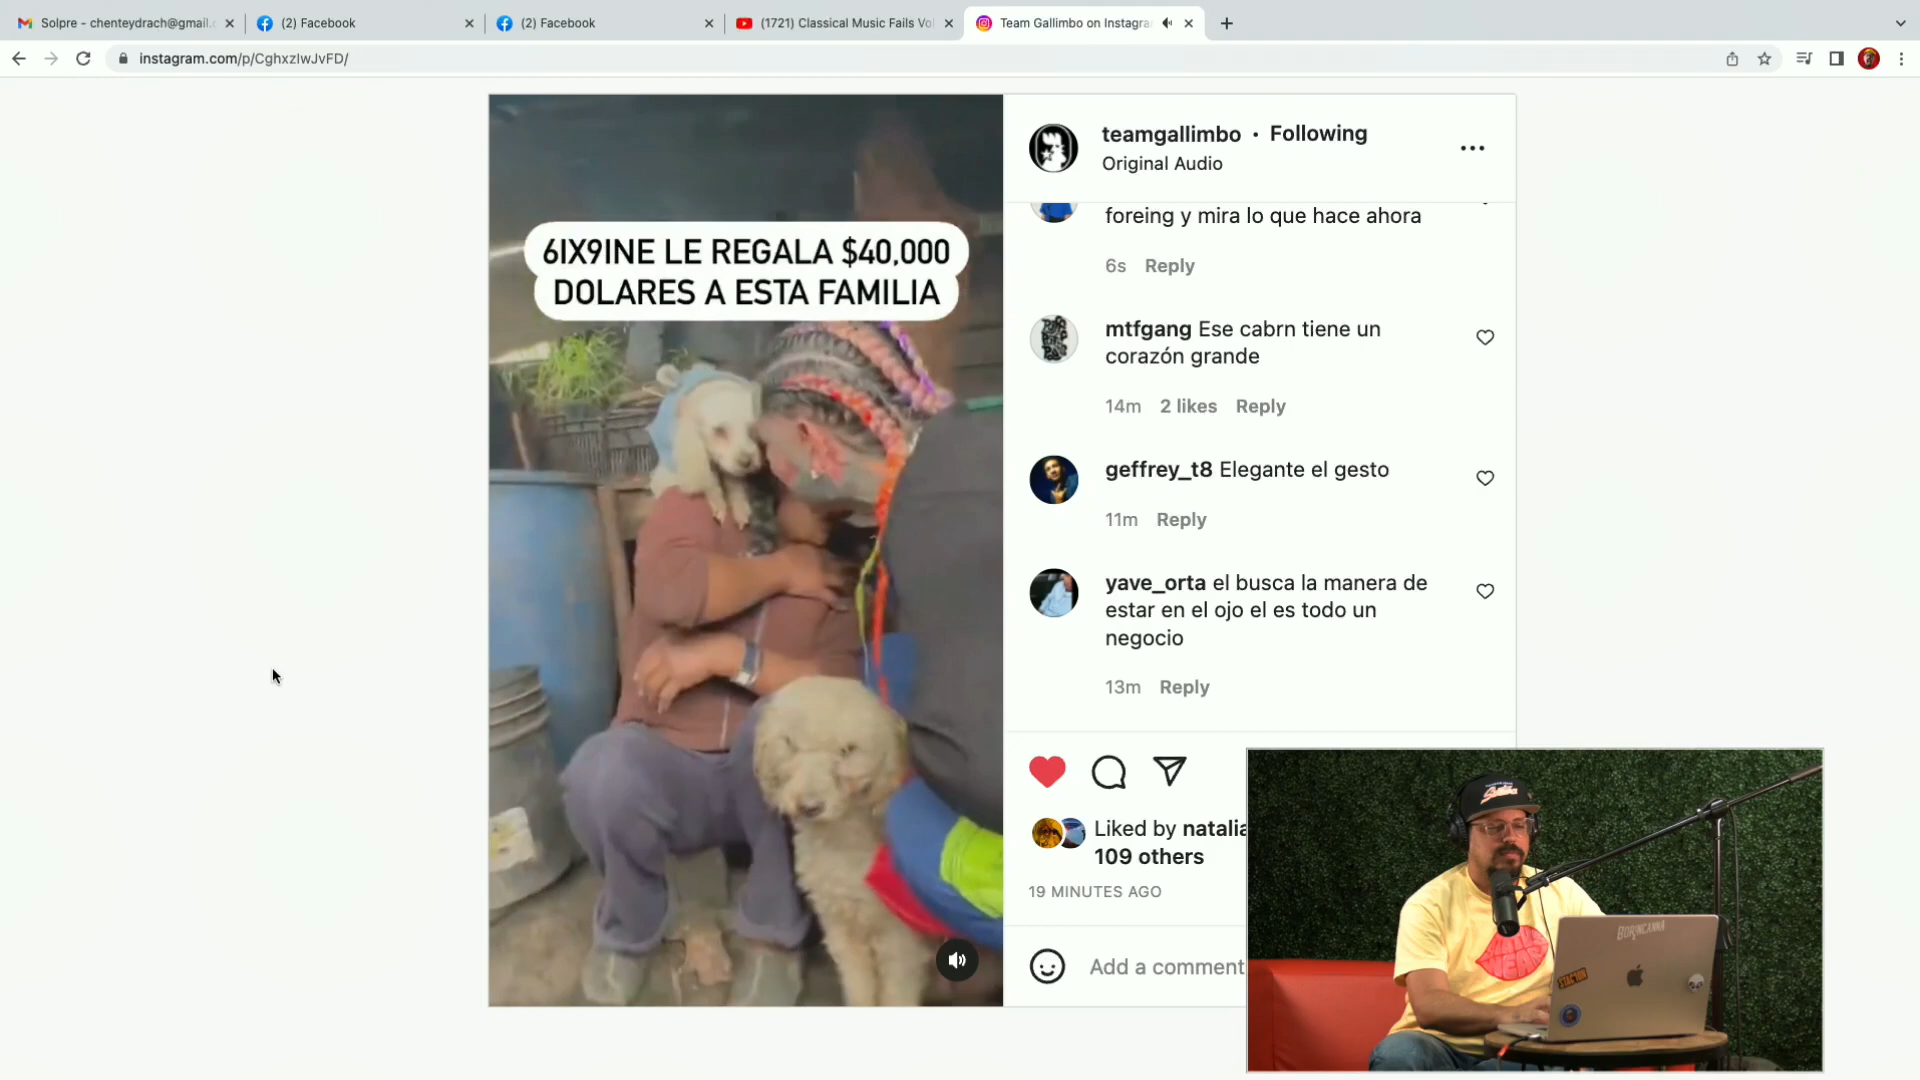 Solpre - chenteydrach@gmail.c
(2) Facebook
(2) Facebook
(1721) Classical Music Fails Vol
Team Gallimbo on Instagra
instagram.com/p/CghxzlwJvFD/
6IX9INE LE REGALA $40,000
DOLARES A ESTA FAMILIA
teamgallimbo • Following
Original Audio
foreing y mira lo que hace ahora
6s Reply
mtfgang Ese cabrn tiene un
corazón grande
14m 2 likes Reply
geffrey_t8 Elegante el gesto
11m Reply
yave_orta el busca la manera de
estar en el ojo el es todo un
negocio
13m Reply
Liked by natalia
109 others
19 MINUTES AGO
Add a comment
BORINCANNA